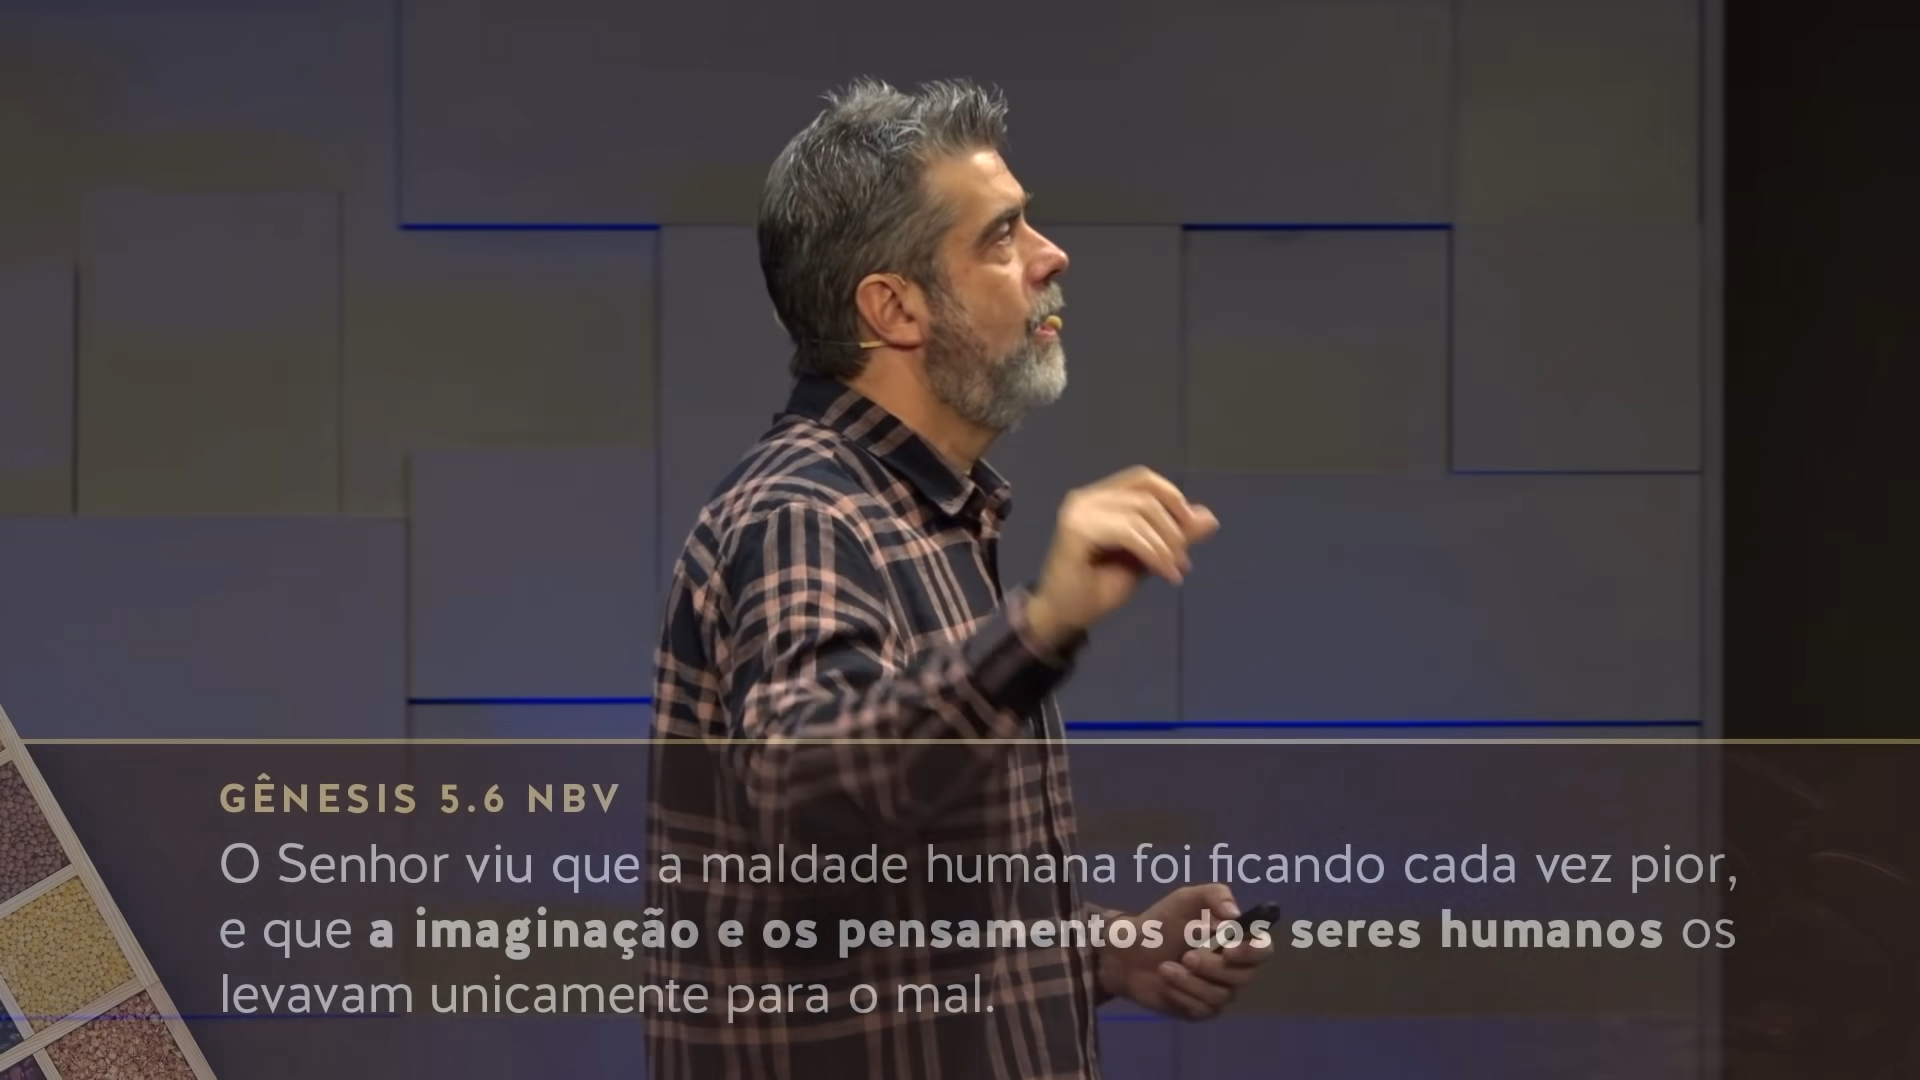 GÊNESIS 5.6 NBV
O Senhor viu que a maldade humana foi ficando cada vez pior,
e que a imaginação e os pensamentos dos seres humanos os
levavam unicamente para o mal.